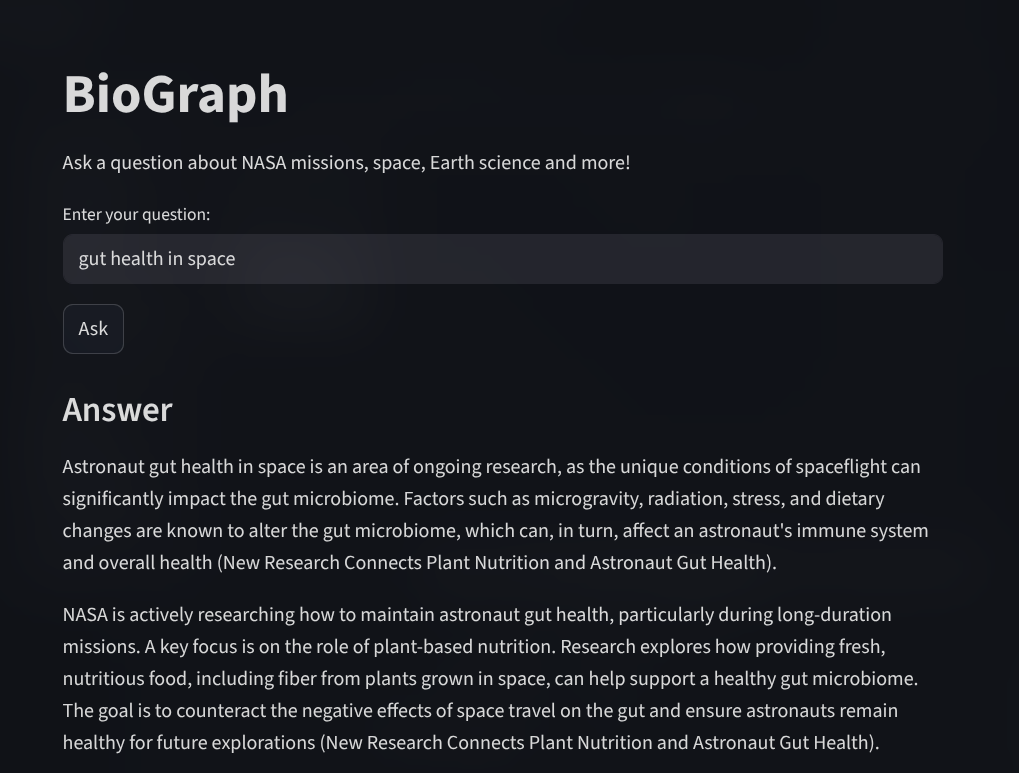 BioGraph
Ask a question about NASA missions, space, Earth science and more!
Enter your question:
gut health in space
Ask
Answer
Astronaut gut health in space is an area of ongoing research, as the unique conditions of spaceflight can
significantly impact the gut microbiome. Factors such as microgravity, radiation, stress, and dietary
changes are known to alter the gut microbiome, which can, in turn, affect an astronaut's immune system
and overall health (New Research Connects Plant Nutrition and Astronaut Gut Health).
NASA is actively researching how to maintain astronaut gut health, particularly during long-duration
missions. A key focus is on the role of plant-based nutrition. Research explores how providing fresh,
nutritious food, including fiber from plants grown in space, can help support a healthy gut microbiome.
The goal is to counteract the negative effects of space travel on the gut and ensure astronauts remain
healthy for future explorations (New Research Connects Plant Nutrition and Astronaut Gut Health).